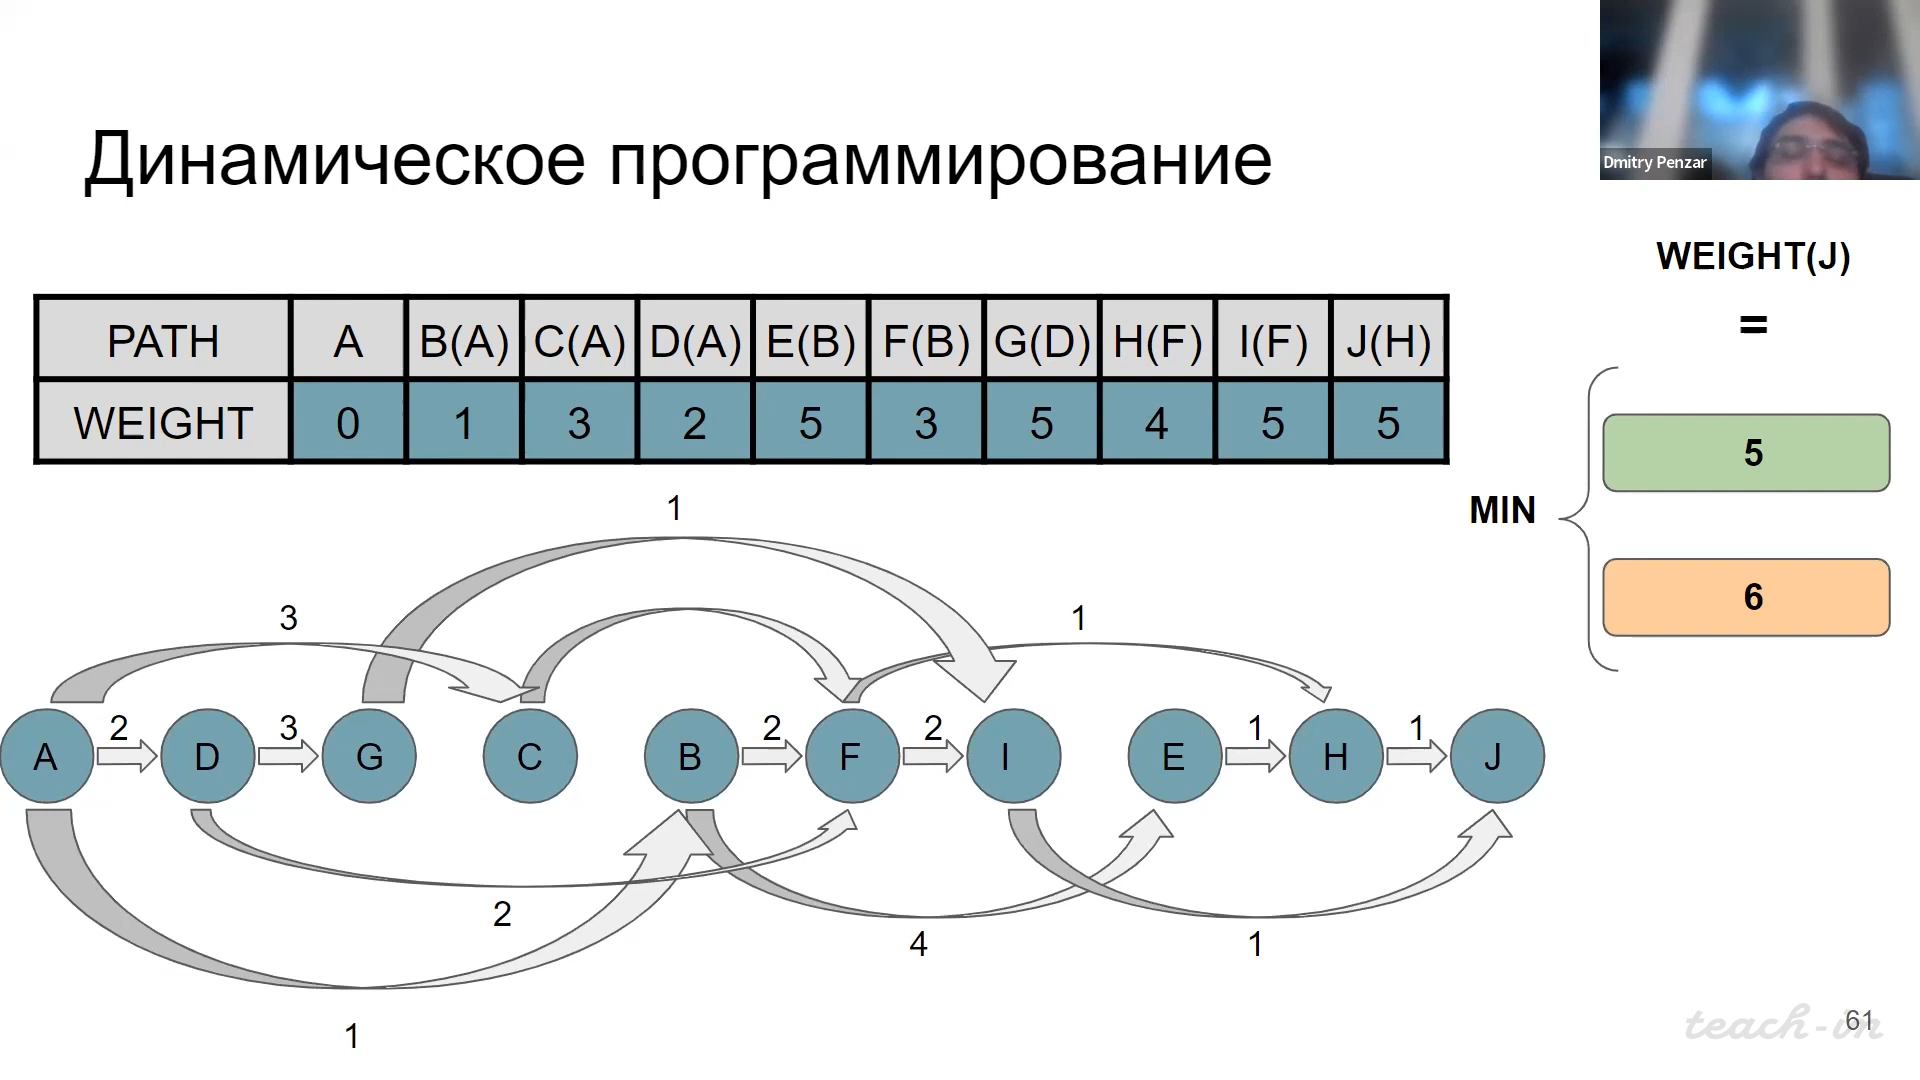 Dmitry Penzar
Динамическое программирование
WEIGHT(J)
=
PATH A B(A) C(A) D(A) E(B) F(B) G(D) H(F) I(F) J(H)
WEIGHT 0 1 3 2 5 3 5 4 5 5
MIN
5
6
1
3 1
2 3 2 2 1 1
A D G C B F I E H J
2
4 1
1
teach-in
61